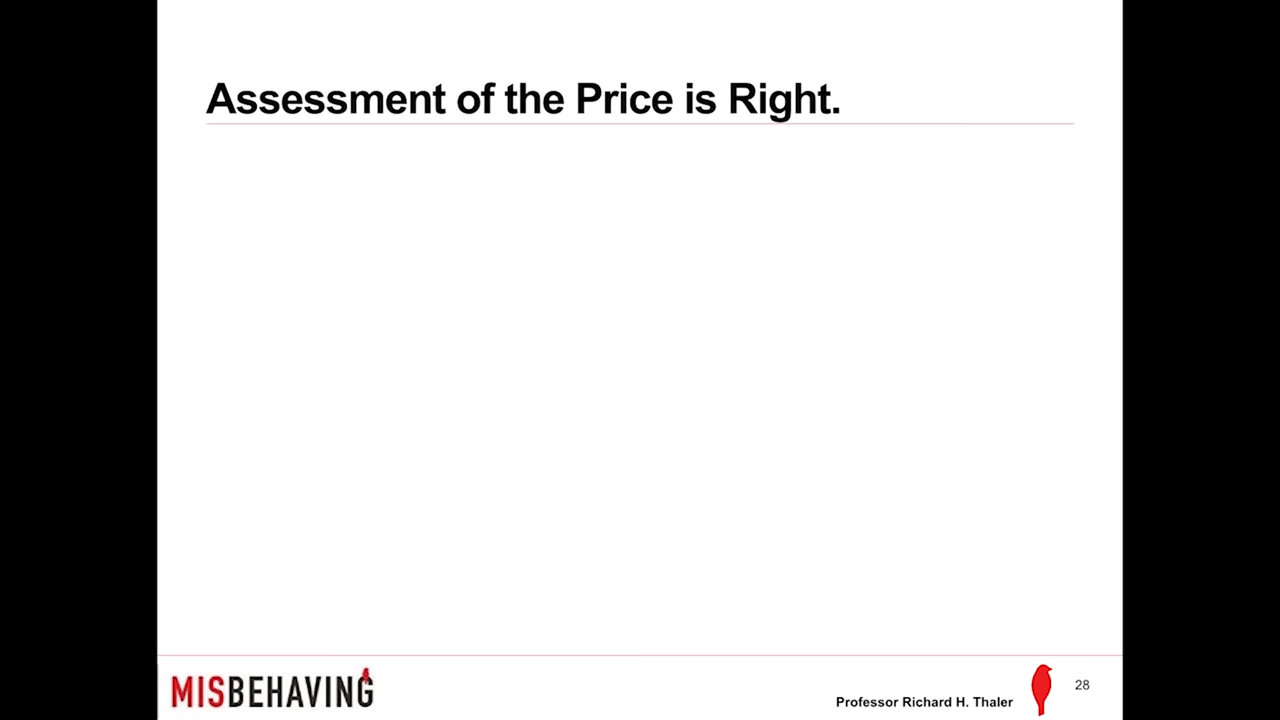 Assessment of the Price is Right.
MISBEHAVING
Professor Richard H. Thaler
28